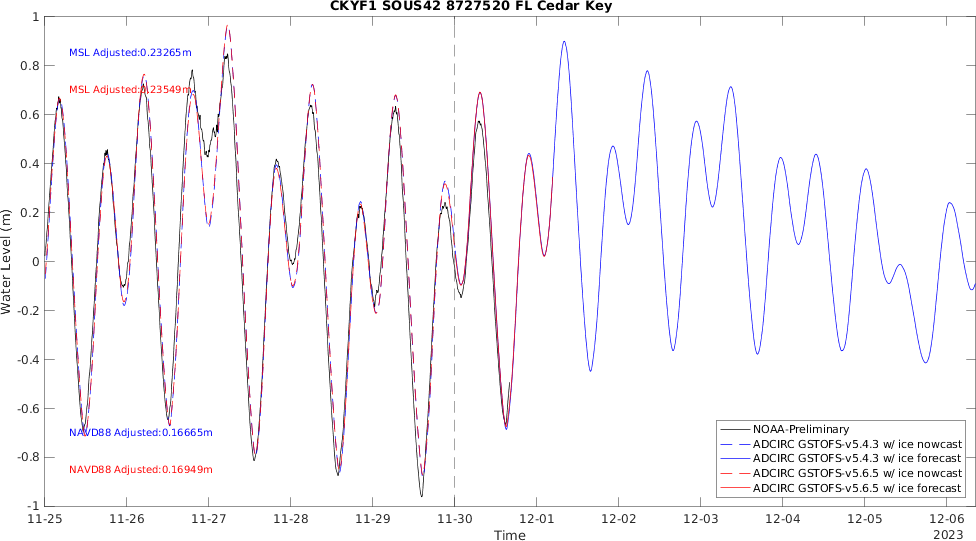 CKYF1 SOUS42 8727520 FL Cedar Key
1
0.8
0.6
0.4
0.2
0
-0.2
-0.4
-0.6
-0.8
-1
Water Level (m)
MSL Adjusted:0.23265m
MSL Adjusted:0.23549m
NAVD88 Adjusted:0.16665m
NAVD88 Adjusted:0.16949m
NOAA-Preliminary
ADCIRC GSTOFS-v5.4.3 w/ ice nowcast
ADCIRC GSTOFS-v5.4.3 w/ ice forecast
ADCIRC GSTOFS-v5.6.5 w/ ice nowcast
ADCIRC GSTOFS-v5.6.5 w/ ice forecast
11-25 11-26 11-27 11-28 11-29 11-30 12-01 12-02 12-03 12-04 12-05 12-06
Time
2023